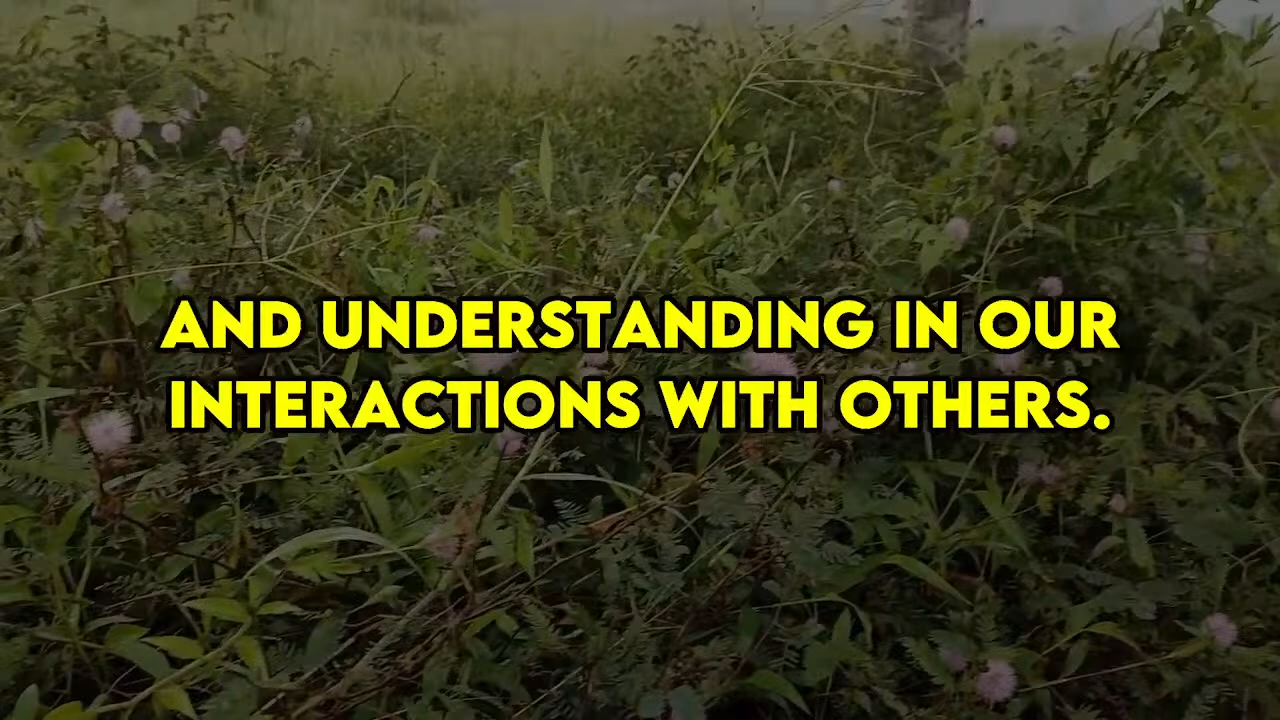 AND UNDERSTANDING IN OUR
INTERACTIONS WITH OTHERS.